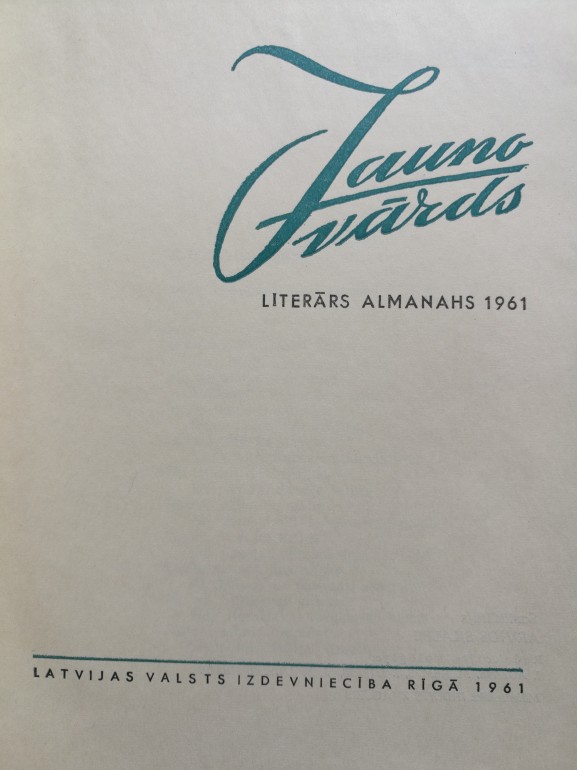 Jauno
vārds
LITERĀRS ALMANAHS 1961
LATVIJAS VALSTS IZDEVNIECĪBA RĪGĀ 1961